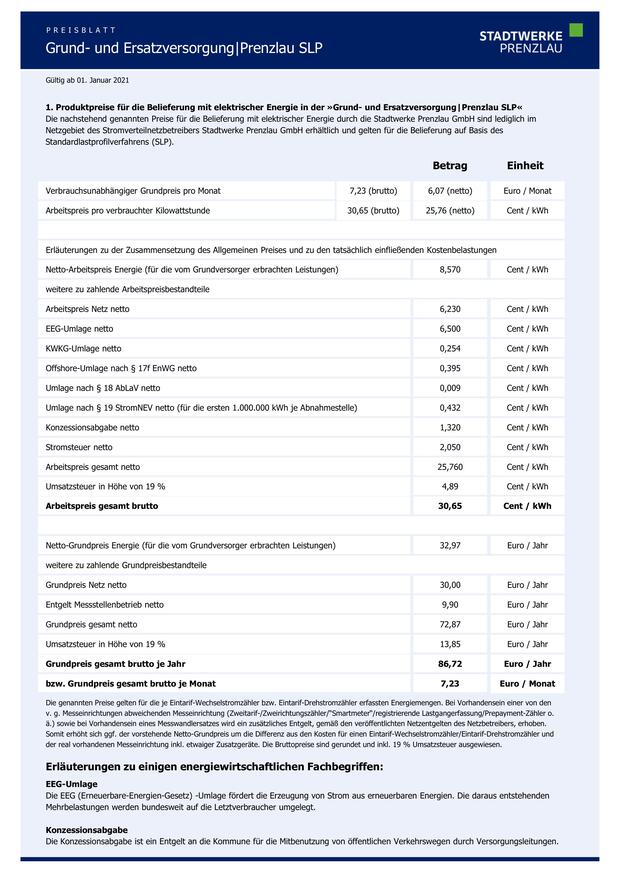 PREISBLATT
Grund- und Ersatzversorgung|Prenzlau SLP
STADTWERKE
PRENZLAU
Gültig ab 01. Januar 2021
1. Produktpreise für die Belieferung mit elektrischer Energie in der »Grund- und Ersatzversorgung|Prenzlau SLP«
Die nachstehend genannten Preise für die Belieferung mit elektrischer Energie durch die Stadtwerke Prenzlau GmbH sind lediglich im
Netzgebiet des Stromverteilnetzbetreibers Stadtwerke Prenzlau GmbH erhältlich und gelten für die Belieferung auf Basis des
Standardlastprofilverfahrens (SLP).
Betrag Einheit
Verbrauchsunabhängiger Grundpreis pro Monat 7,23 (brutto) 6,07 (netto) Euro / Monat
Arbeitspreis pro verbrauchter Kilowattstunde 30,65 (brutto) 25,76 (netto) Cent / kWh
Erläuterungen zu der Zusammensetzung des Allgemeinen Preises und zu den tatsächlich einfließenden Kostenbelastungen
Netto-Arbeitspreis Energie (für die vom Grundversorger erbrachten Leistungen) 8,570 Cent / kWh
weitere zu zahlende Arbeitspreisbestandteile
Arbeitspreis Netz netto 6,230 Cent / kWh
EEG-Umlage netto 6,500 Cent / kWh
KWKG-Umlage netto 0,254 Cent / kWh
Offshore-Umlage nach § 17f EnWG netto 0,395 Cent / kWh
Umlage nach § 18 AbLaV netto 0,009 Cent / kWh
Umlage nach § 19 StromNEV netto (für die ersten 1.000.000 kWh je Abnahmestelle) 0,432 Cent / kWh
Konzessionsabgabe netto 1,320 Cent / kWh
Stromsteuer netto 2,050 Cent / kWh
Arbeitspreis gesamt netto 25,760 Cent / kWh
Umsatzsteuer in Höhe von 19 % 4,89 Cent / kWh
Arbeitspreis gesamt brutto 30,65 Cent / kWh
Netto-Grundpreis Energie (für die vom Grundversorger erbrachten Leistungen) 32,97 Euro / Jahr
weitere zu zahlende Grundpreisbestandteile
Grundpreis Netz netto 30,00 Euro / Jahr
Entgelt Messstellenbetrieb netto 9,90 Euro / Jahr
Grundpreis gesamt netto 72,87 Euro / Jahr
Umsatzsteuer in Höhe von 19 % 13,85 Euro / Jahr
Grundpreis gesamt brutto je Jahr 86,72 Euro / Jahr
bzw. Grundpreis gesamt brutto je Monat 7,23 Euro / Monat
Die genannten Preise gelten für die je Eintarif-Wechselstromzähler bzw. Eintarif-Drehstromzähler erfassten Energiemengen. Bei Vorhandensein einer von den
v. g. Messeinrichtungen abweichenden Messeinrichtung (Zweitarif-/Zweirichtungszähler/"Smartmeter"/registrierende Lastgangerfassung/Prepayment-Zähler o.
ä.) sowie bei Vorhandensein eines Messwandlersatzes wird ein zusätzliches Entgelt, gemäß den veröffentlichten Netzentgelten des Netzbetreibers, erhoben.
Somit erhöht sich ggf. der vorstehende Netto-Grundpreis um die Differenz aus den Kosten für einen Eintarif-Wechselstromzähler/Eintarif-Drehstromzähler und
der real vorhandenen Messeinrichtung inkl. etwaiger Zusatzgeräte. Die Bruttopreise sind gerundet und inkl. 19 % Umsatzsteuer ausgewiesen.
Erläuterungen zu einigen energiewirtschaftlichen Fachbegriffen:
EEG-Umlage
Die EEG (Erneuerbare-Energien-Gesetz) -Umlage fördert die Erzeugung von Strom aus erneuerbaren Energien. Die daraus entstehenden
Mehrbelastungen werden bundesweit auf die Letztverbraucher umgelegt.
Konzessionsabgabe
Die Konzessionsabgabe ist ein Entgelt an die Kommune für die Mitbenutzung von öffentlichen Verkehrswegen durch Versorgungsleitungen.